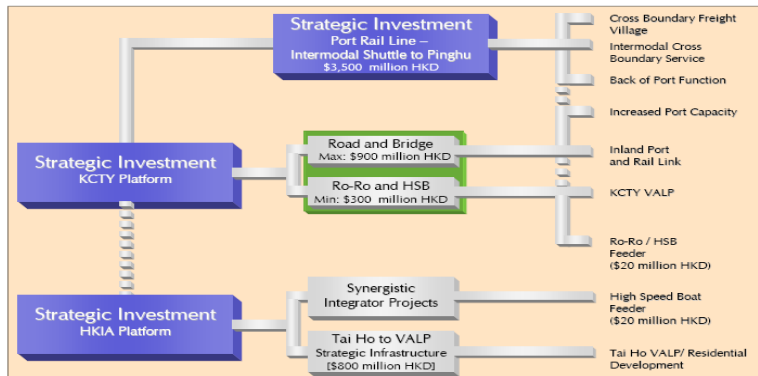 Strategic Investment
Port Rail Line –
Intermodal Shuttle to Pinghu
$3,500 million HKD
Cross Boundary Freight
Village
Intermodal Cross
Boundary Service
Back of Port Function
Increased Port Capacity
Strategic Investment
KCTY Platform
Road and Bridge
Max: $900 million HKD
Ro-Ro and HSB
Min: $300 million HKD
Inland Port
and Rail Link
KCTY VALP
Ro-Ro / HSB
Feeder
($20 million HKD)
Strategic Investment
HKIA Platform
Synergistic
Integrator Projects
Tai Ho to VALP
Strategic Infrastructure
[$800 million HKD]
High Speed Boat
Feeder
($20 million HKD)
Tai Ho VALP/ Residential
Development